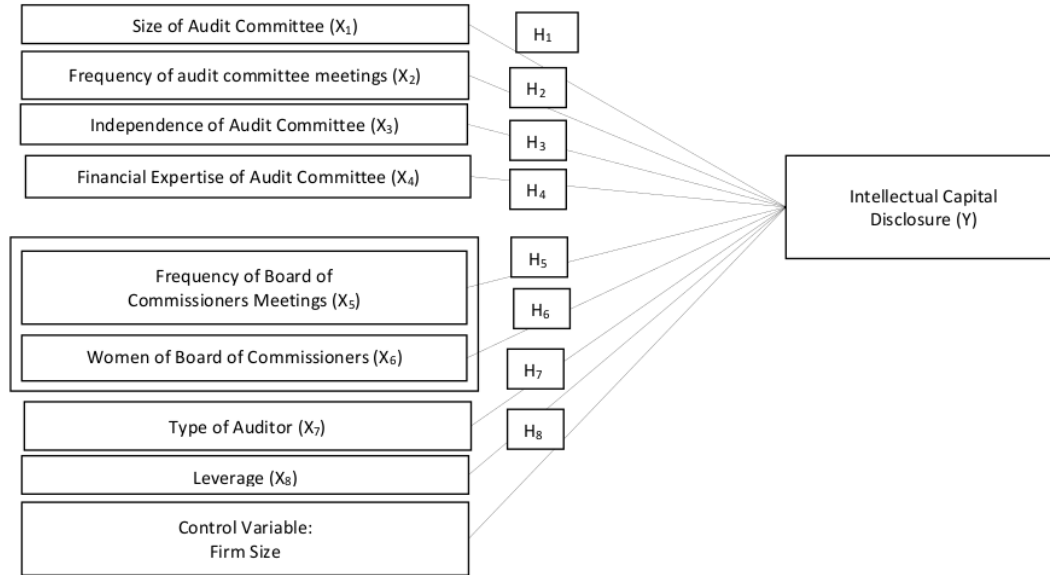 Size of Audit Committee (X₁)
H₁
Frequency of audit committee meetings (X₂)
H₂
Independence of Audit Committee (X₃)
H₃
Financial Expertise of Audit Committee (X₄)
H₄
Intellectual Capital
Disclosure (Y)
Frequency of Board of
Commissioners Meetings (X₅)
H₅
Women of Board of Commissioners (X₆)
H₆
Type of Auditor (X₇)
H₇
Leverage (X₈)
H₈
Control Variable:
Firm Size